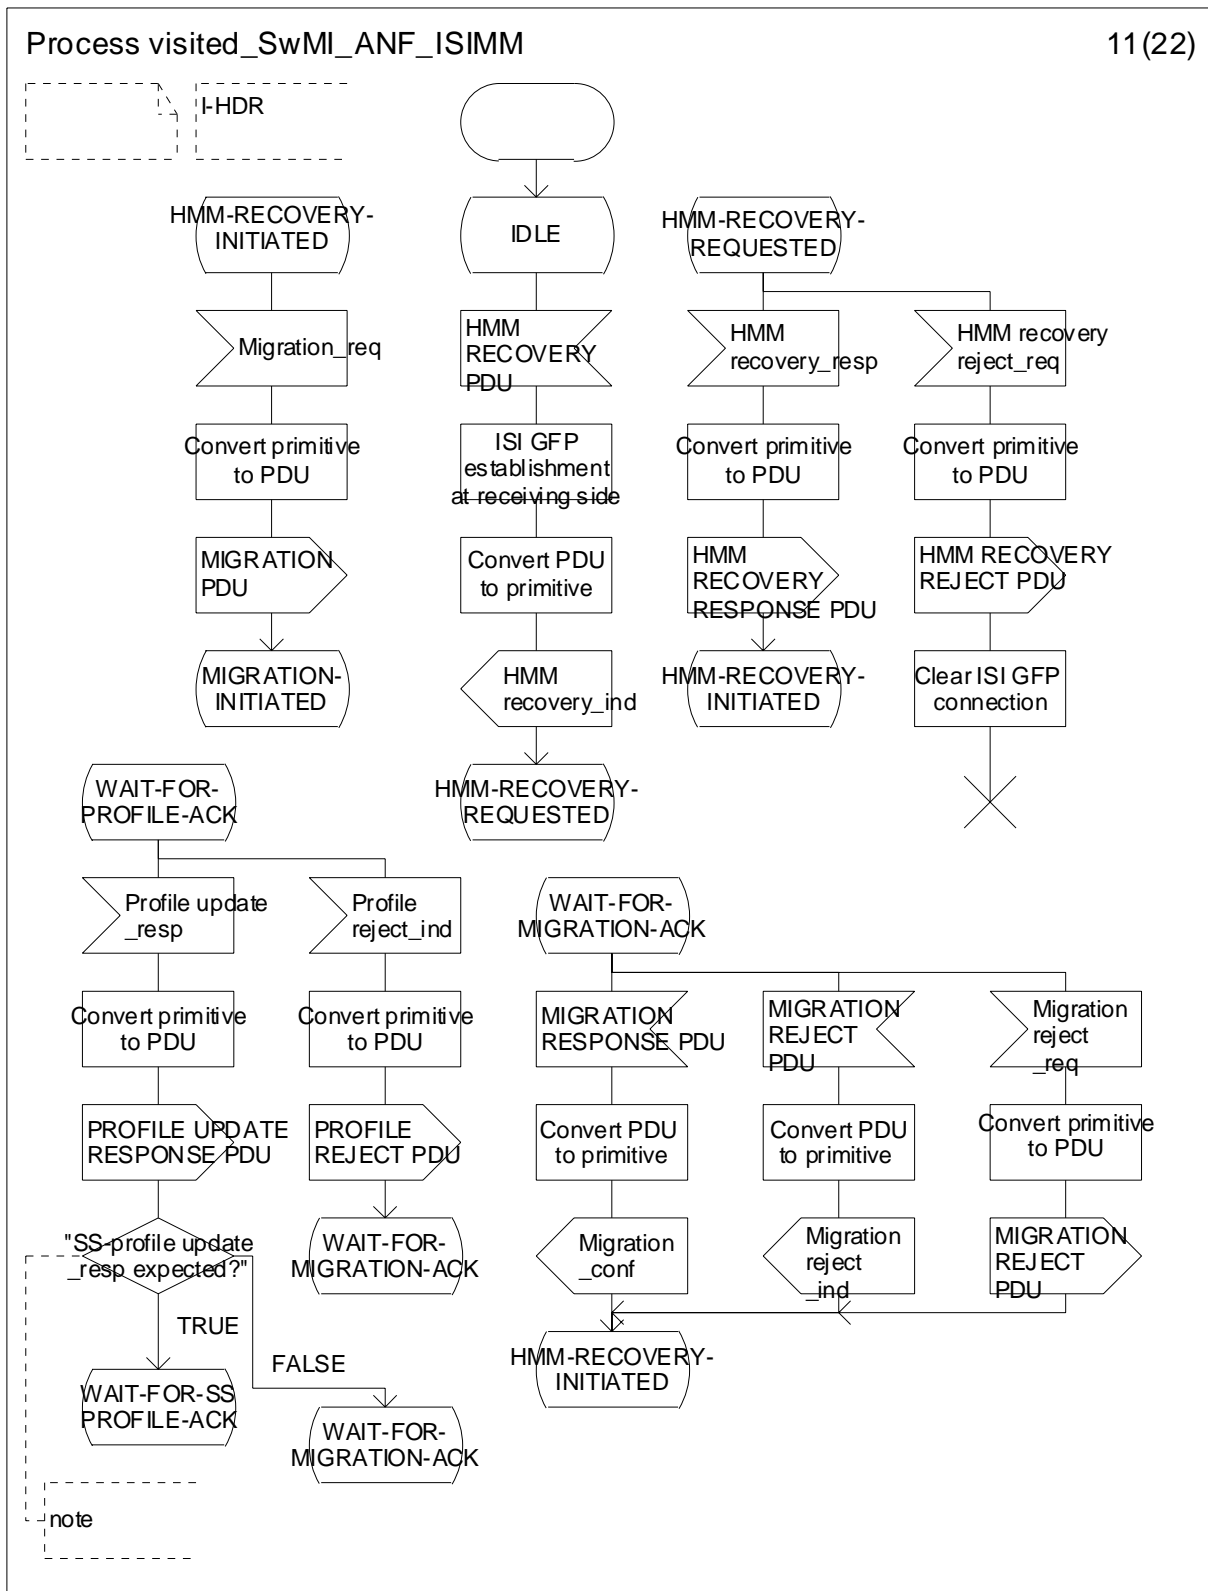 Process visited_SwMI_ANF_ISIMM
11(22)
I-HDR
HMM-RECOVERY-
INITIATED
Migration_req
Convert primitive
to PDU
MIGRATION
PDU
MIGRATION-
INITIATED
IDLE
HMM
RECOVERY
PDU
ISI GFP
establishment
at receiving side
Convert PDU
to primitive
HMM
recovery_ind
HMM-RECOVERY-
REQUESTED
HMM-RECOVERY-
REQUESTED
HMM
recovery_resp
Convert primitive
to PDU
HMM
RECOVERY
RESPONSE PDU
HMM-RECOVERY-
INITIATED
HMM recovery
reject_req
Convert primitive
to PDU
HMM RECOVERY
REJECT PDU
Clear ISI GFP
connection
WAIT-FOR-
PROFILE-ACK
Profile update
_resp
Convert primitive
to PDU
PROFILE UPDATE
RESPONSE PDU
"SS-profile update
_resp expected?"
TRUE
FALSE
WAIT-FOR-SS
PROFILE-ACK
WAIT-FOR-
MIGRATION-ACK
note
Profile
reject_ind
Convert primitive
to PDU
PROFILE
REJECT PDU
WAIT-FOR-
MIGRATION-ACK
WAIT-FOR-
MIGRATION-ACK
MIGRATION
RESPONSE PDU
Convert PDU
to primitive
Migration
_conf
HMM-RECOVERY-
INITIATED
MIGRATION
REJECT
PDU
Convert PDU
to primitive
Migration
reject
_ind
Migration
reject
_req
Convert primitive
to PDU
MIGRATION
REJECT
PDU